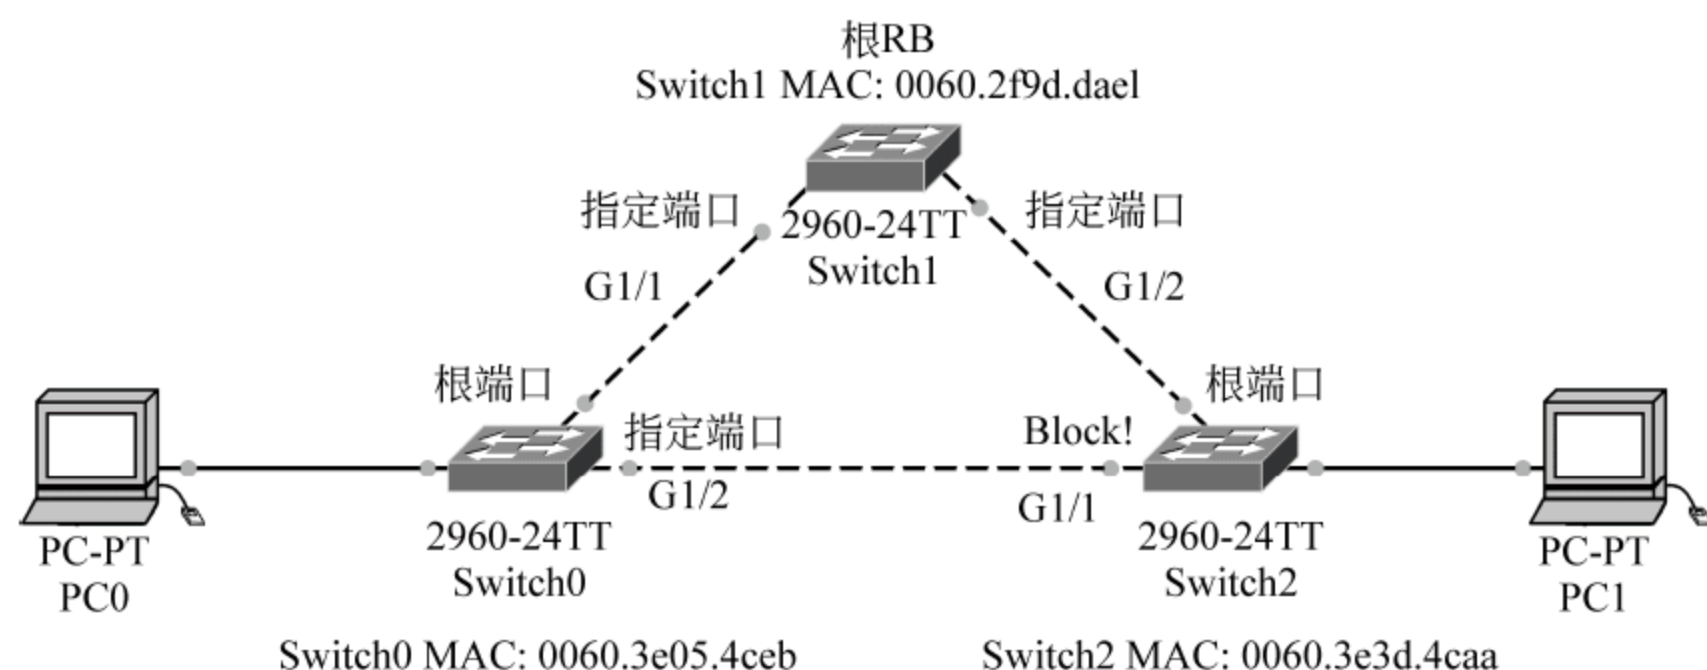 根RB
Switch1 MAC: 0060.2f9d.dael
指定端口
2960-24TT
指定端口
Switch1
G1/1
G1/2
根端口
根端口
指定端口
Block!
G1/2
G1/1
2960-24TT
2960-24TT
PC-PT
PC-PT
Switch0
Switch2
PC0
PC1
Switch0 MAC: 0060.3e05.4ceb
Switch2 MAC: 0060.3e3d.4caa